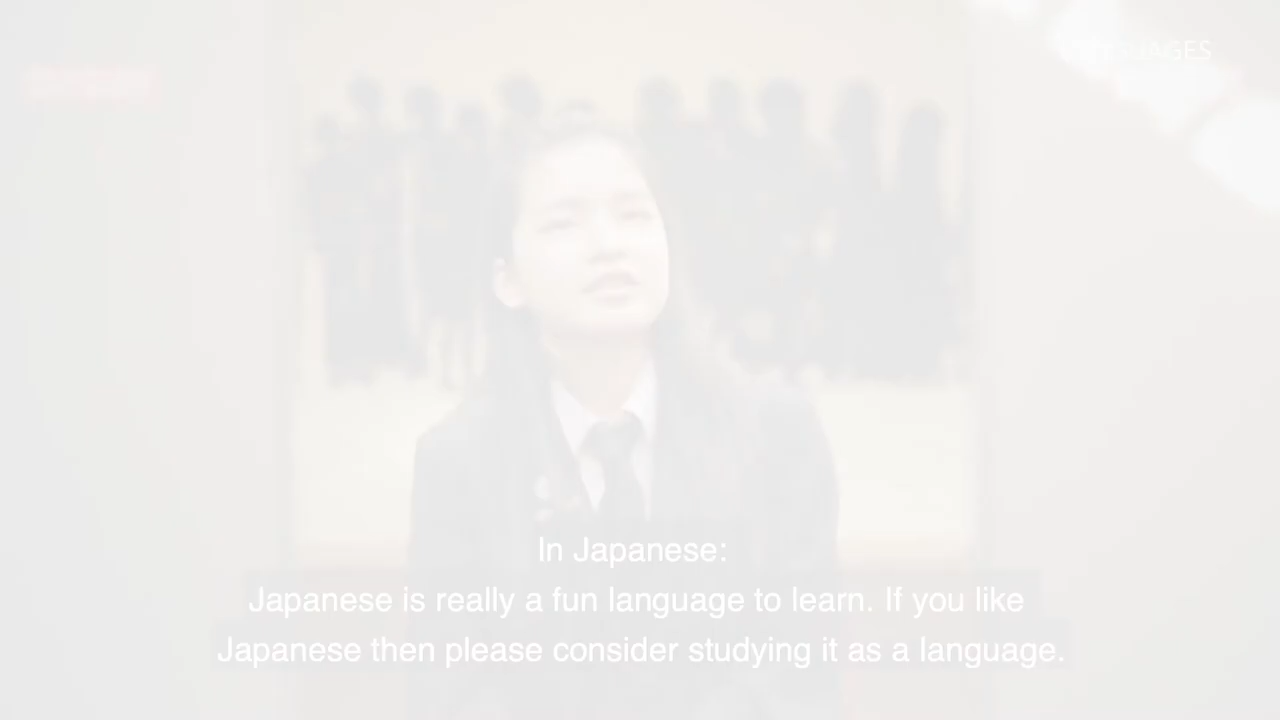 In Japanese:
Japanese is really a fun language to learn. If you like
Japanese then please consider studying it as a language.